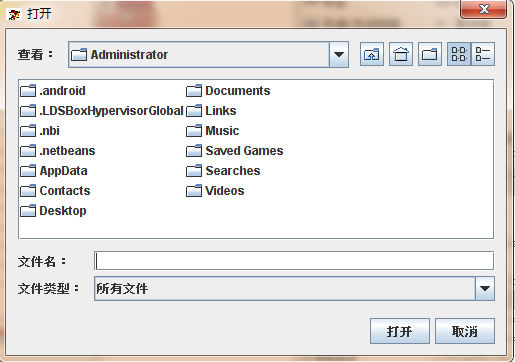 打开
查看： Administrator
.android
.LDSBoxHypervisorGlobal
.nbi
.netbeans
AppData
Contacts
Desktop
Documents
Links
Music
Saved Games
Searches
Videos
文件名：
文件类型： 所有文件
打开 取消